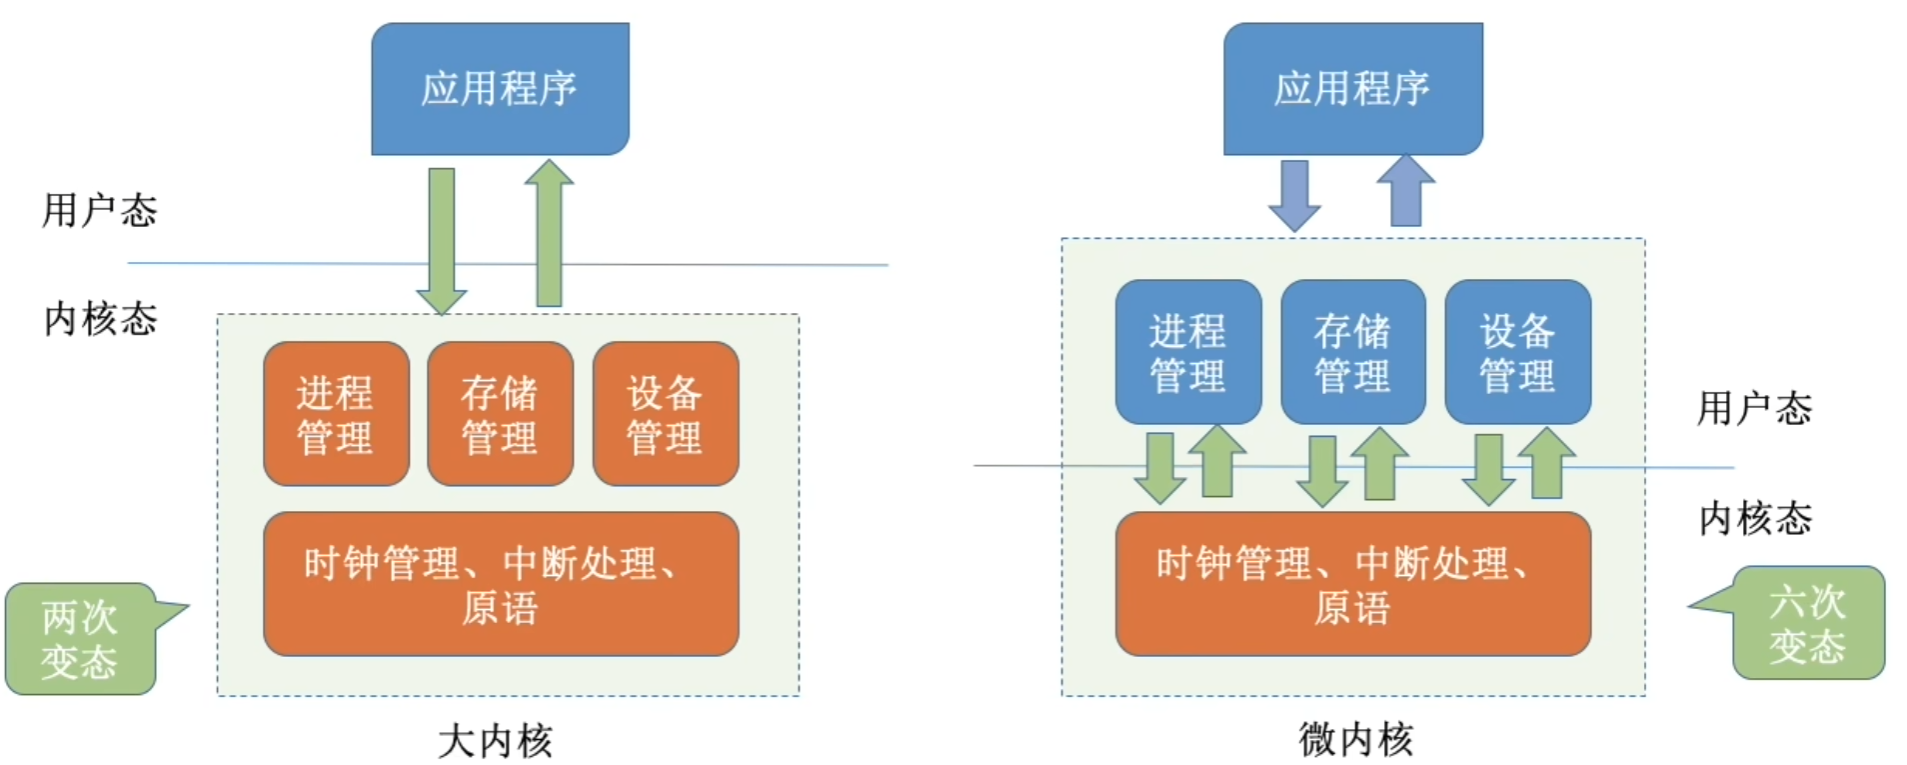 应用程序
用户态
内核态
进程
管理
存储
管理
设备
管理
时钟管理、中断处理、
原语
两次
变态
大内核
应用程序
进程
管理
存储
管理
设备
管理
用户态
内核态
时钟管理、中断处理、
原语
六次
变态
微内核